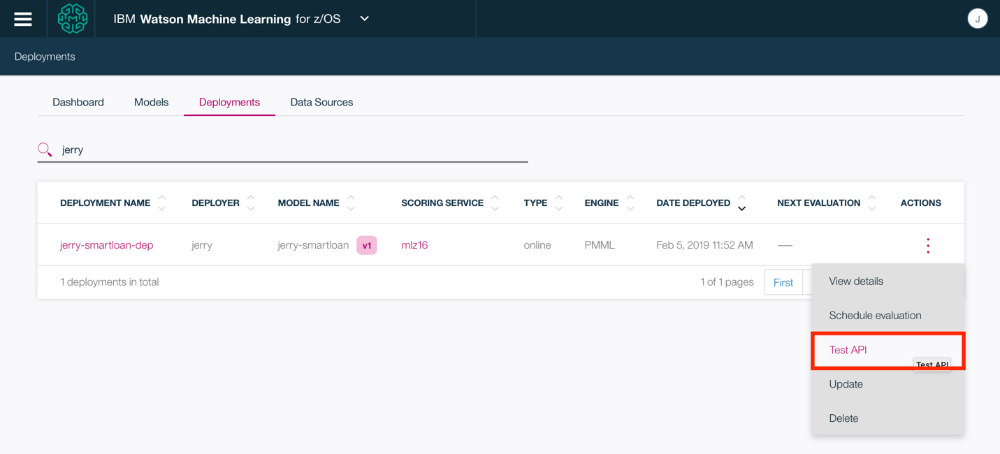 IBM Watson Machine Learning for z/OS
J
Deployments
Dashboard Models Deployments Data Sources
jerry
DEPLOYMENT NAME DEPLOYER MODEL NAME SCORING SERVICE TYPE ENGINE DATE DEPLOYED NEXT EVALUATION ACTIONS
jerry-smartloan-dep jerry jerry-smartloan v1 mlz16 online PMML Feb 5, 2019 11:52 AM
1 deployments in total 1 of 1 pages First
View details
Schedule evaluation
Test API
Test API
Update
Delete